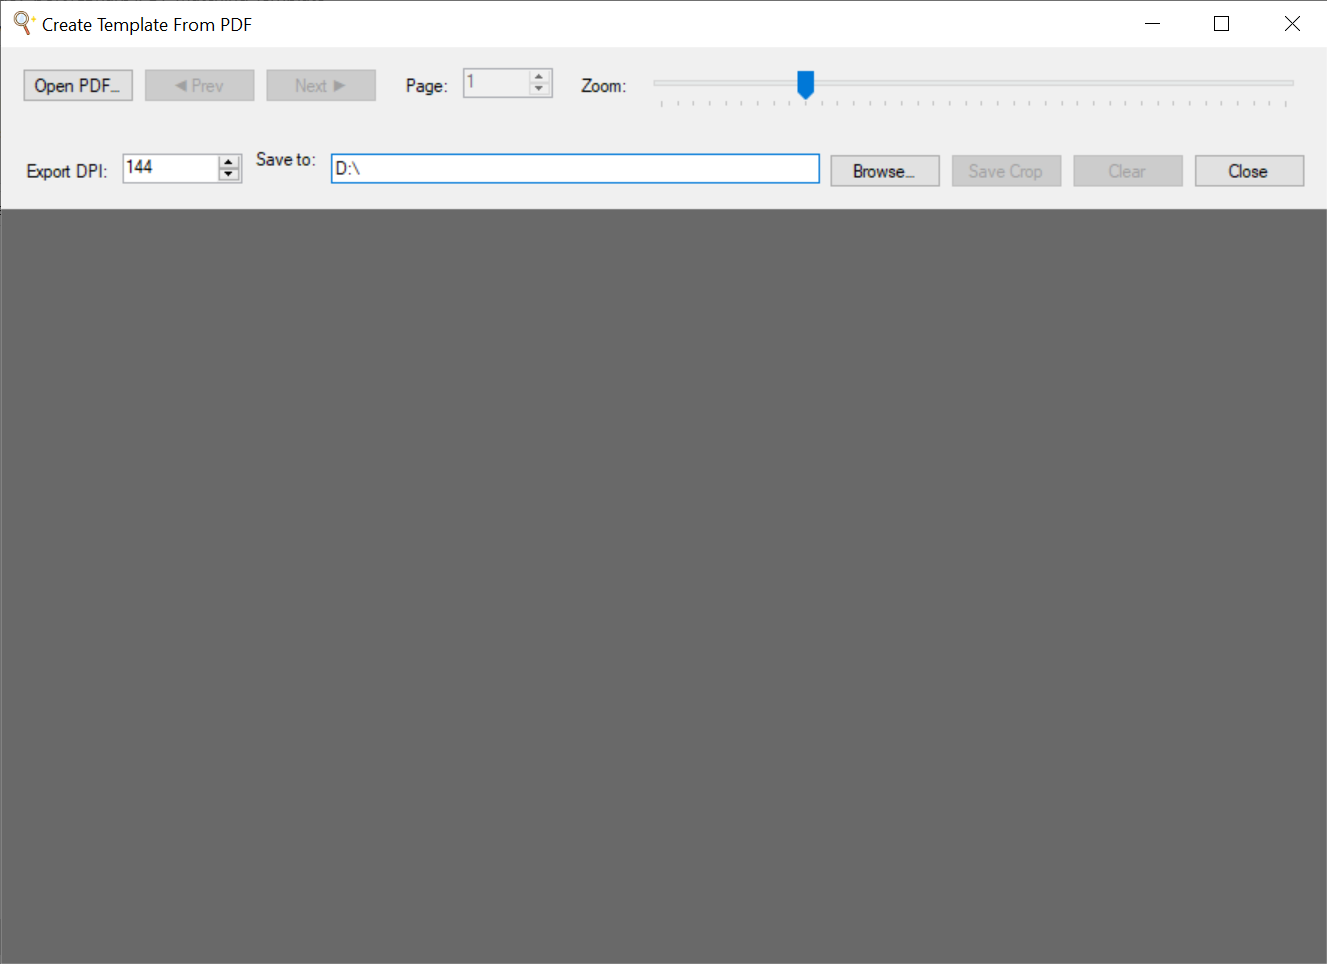 Create Template From PDF
Open PDF... ◀ Prev Next ▶ Page: 1 Zoom:
Export DPI: 144 Save to: D:\ Browse... Save Crop Clear Close